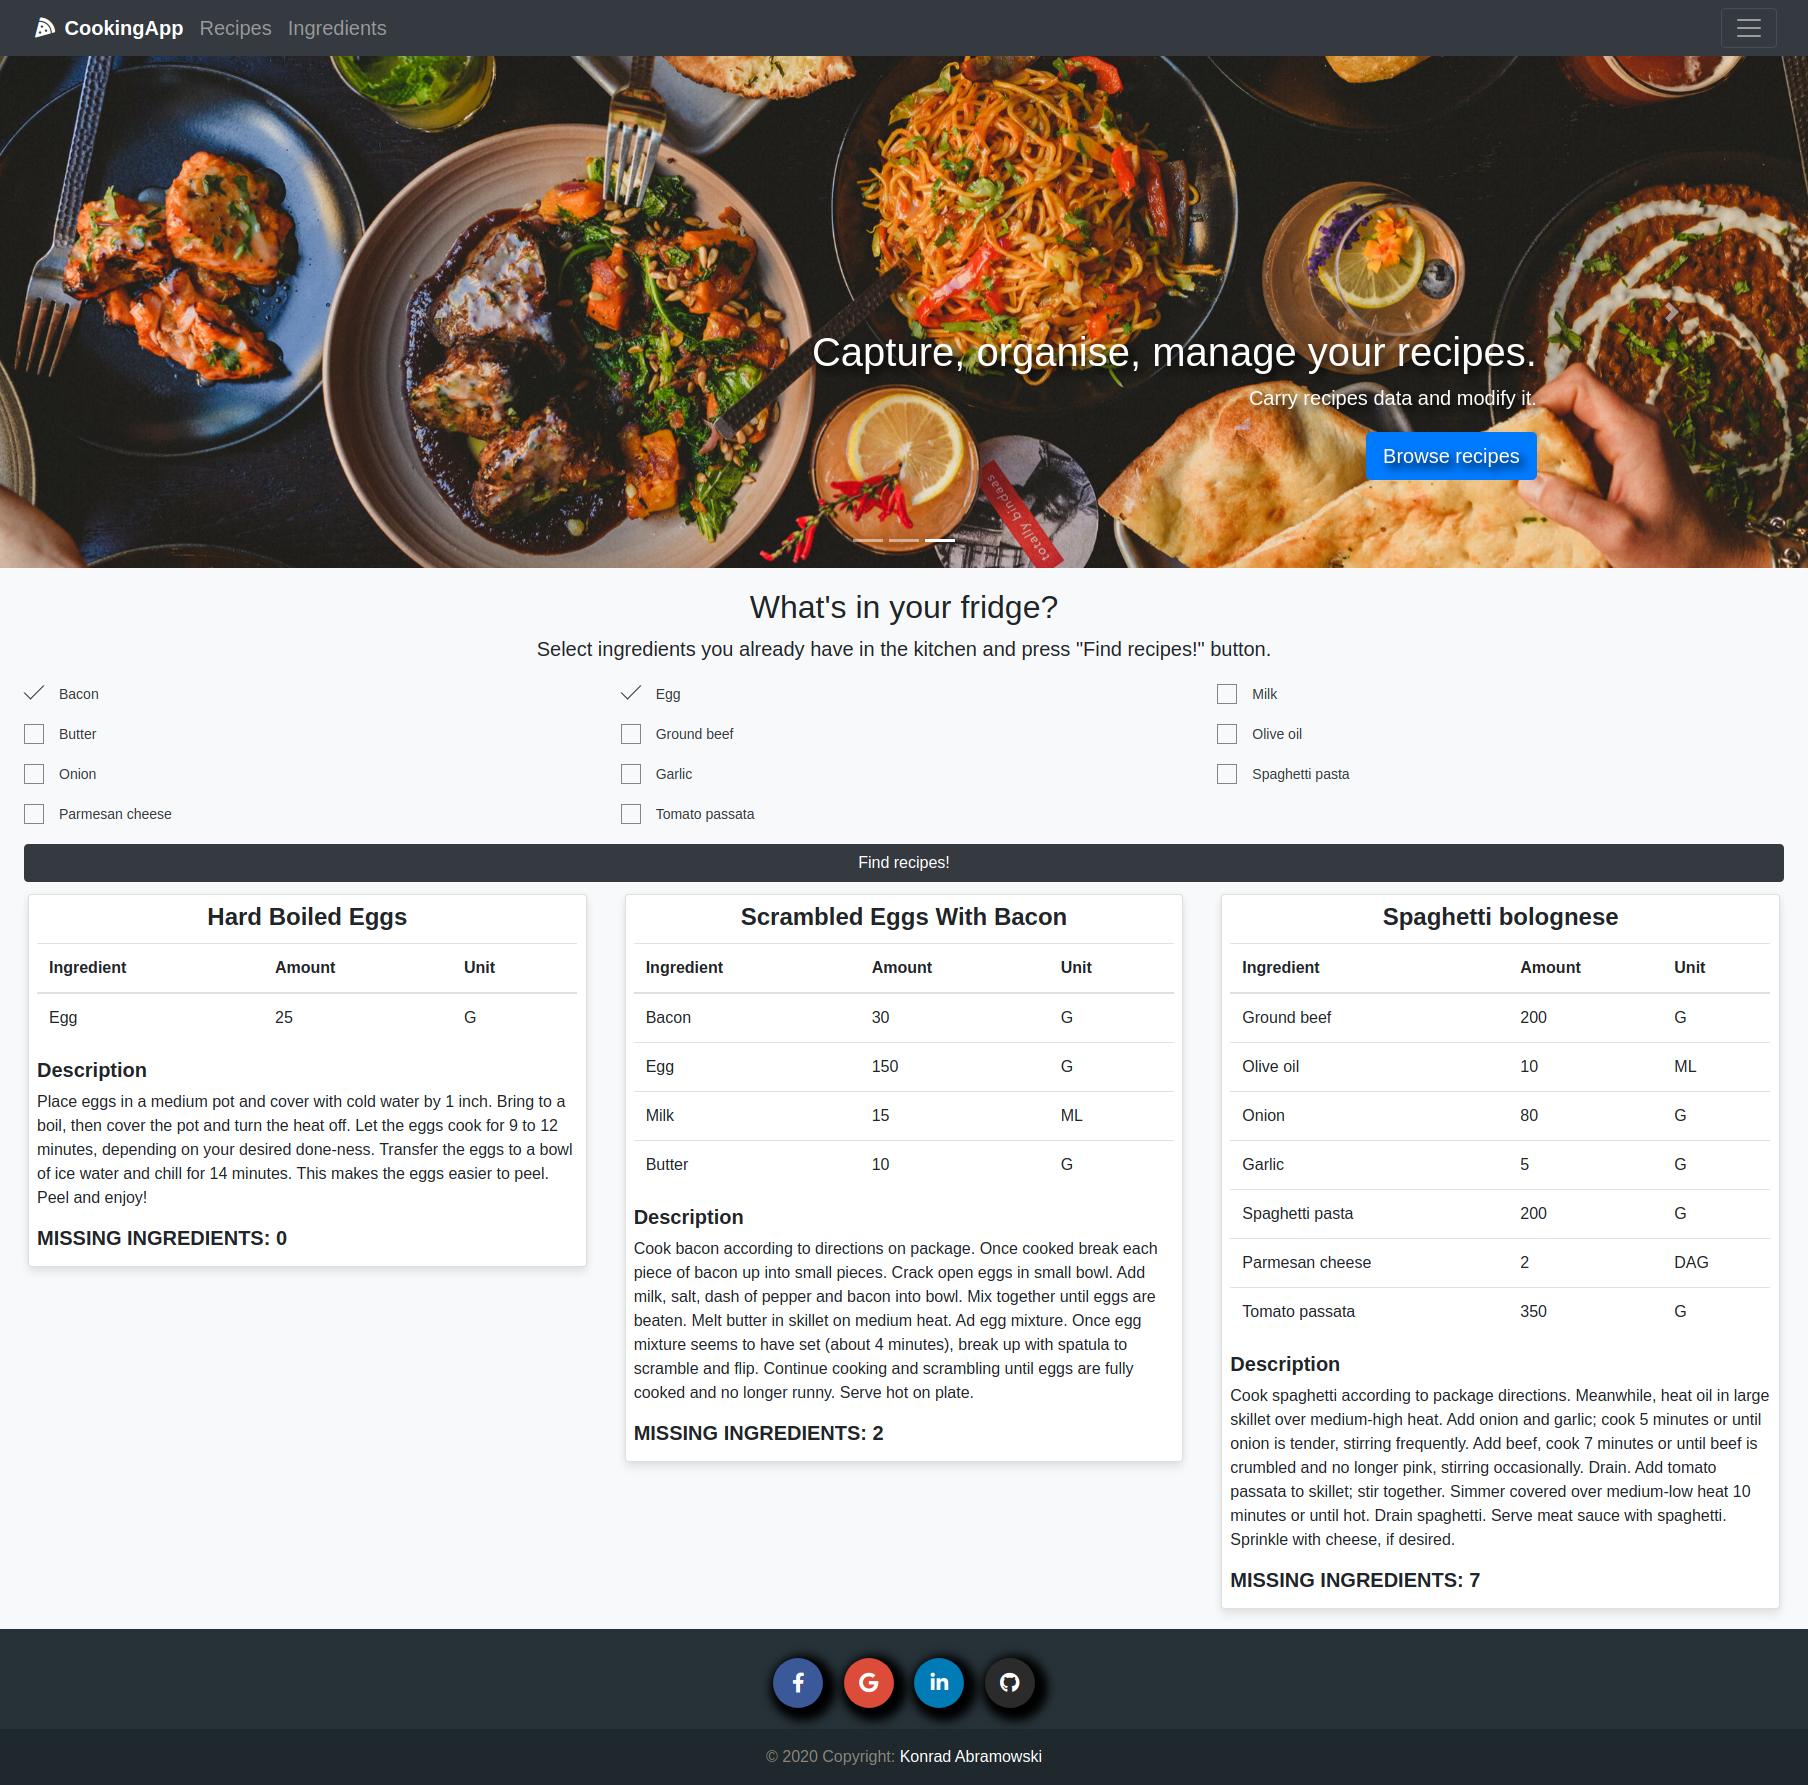 CookingApp Recipes Ingredients
Capture, organise, manage your recipes.
Carry recipes data and modify it.
Browse recipes
totally bindaas
What's in your fridge?
Select ingredients you already have in the kitchen and press "Find recipes!" button.
Bacon Egg Milk
Butter Ground beef Olive oil
Onion Garlic Spaghetti pasta
Parmesan cheese Tomato passata
Find recipes!
Hard Boiled Eggs
Ingredient Amount Unit
Egg 25 G
Description
Place eggs in a medium pot and cover with cold water by 1 inch. Bring to a
boil, then cover the pot and turn the heat off. Let the eggs cook for 9 to 12
minutes, depending on your desired done-ness. Transfer the eggs to a bowl
of ice water and chill for 14 minutes. This makes the eggs easier to peel.
Peel and enjoy!
MISSING INGREDIENTS: 0
Scrambled Eggs With Bacon
Ingredient Amount Unit
Bacon 30 G
Egg 150 G
Milk 15 ML
Butter 10 G
Description
Cook bacon according to directions on package. Once cooked break each
piece of bacon up into small pieces. Crack open eggs in small bowl. Add
milk, salt, dash of pepper and bacon into bowl. Mix together until eggs are
beaten. Melt butter in skillet on medium heat. Ad egg mixture. Once egg
mixture seems to have set (about 4 minutes), break up with spatula to
scramble and flip. Continue cooking and scrambling until eggs are fully
cooked and no longer runny. Serve hot on plate.
MISSING INGREDIENTS: 2
Spaghetti bolognese
Ingredient Amount Unit
Ground beef 200 G
Olive oil 10 ML
Onion 80 G
Garlic 5 G
Spaghetti pasta 200 G
Parmesan cheese 2 DAG
Tomato passata 350 G
Description
Cook spaghetti according to package directions. Meanwhile, heat oil in large
skillet over medium-high heat. Add onion and garlic; cook 5 minutes or until
onion is tender, stirring frequently. Add beef, cook 7 minutes or until beef is
crumbled and no longer pink, stirring occasionally. Drain. Add tomato
passata to skillet; stir together. Simmer covered over medium-low heat 10
minutes or until hot. Drain spaghetti. Serve meat sauce with spaghetti.
Sprinkle with cheese, if desired.
MISSING INGREDIENTS: 7
© 2020 Copyright: Konrad Abramowski